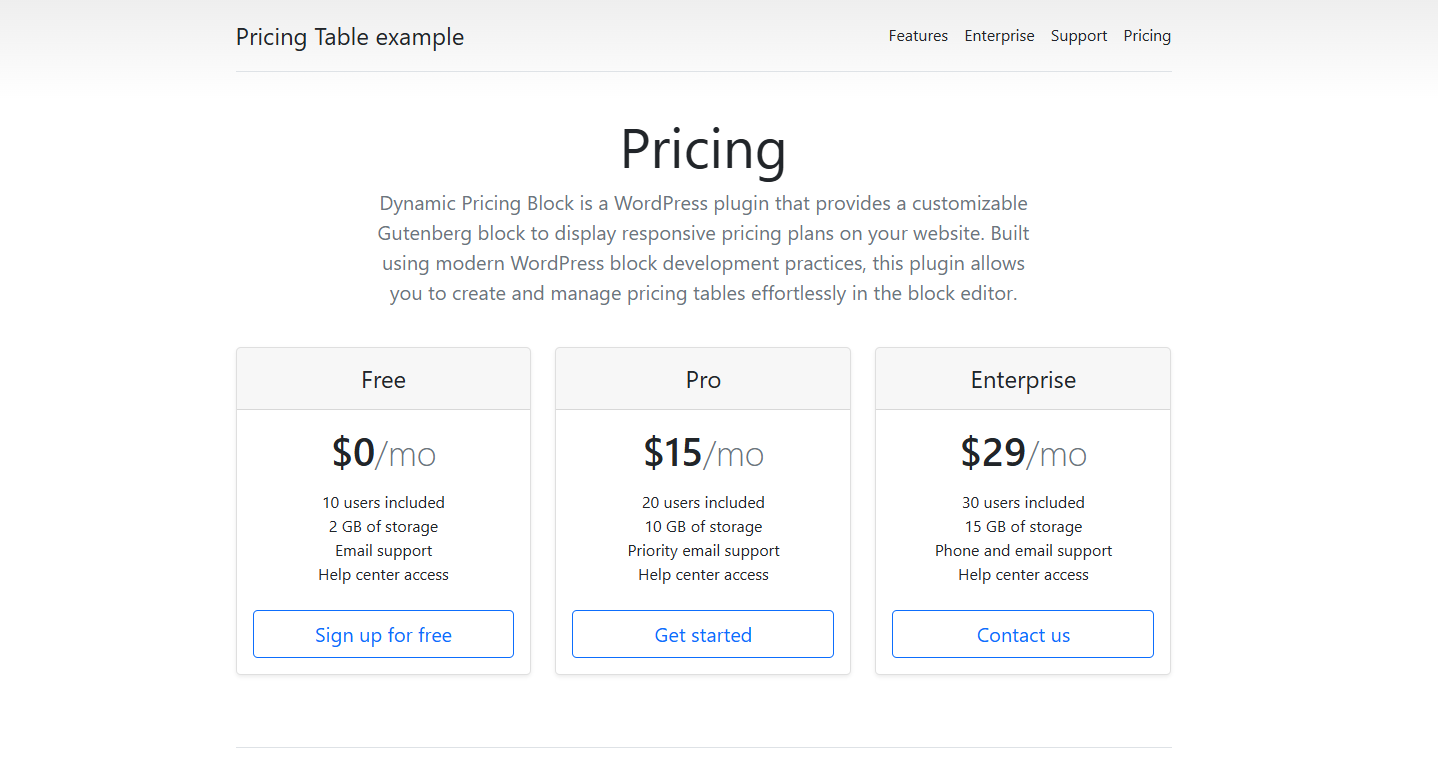 Pricing Table example
Features Enterprise Support Pricing
Pricing
Dynamic Pricing Block is a WordPress plugin that provides a customizable
Gutenberg block to display responsive pricing plans on your website. Built
using modern WordPress block development practices, this plugin allows
you to create and manage pricing tables effortlessly in the block editor.
Free
$0/mo
10 users included
2 GB of storage
Email support
Help center access
Sign up for free
Pro
$15/mo
20 users included
10 GB of storage
Priority email support
Help center access
Get started
Enterprise
$29/mo
30 users included
15 GB of storage
Phone and email support
Help center access
Contact us